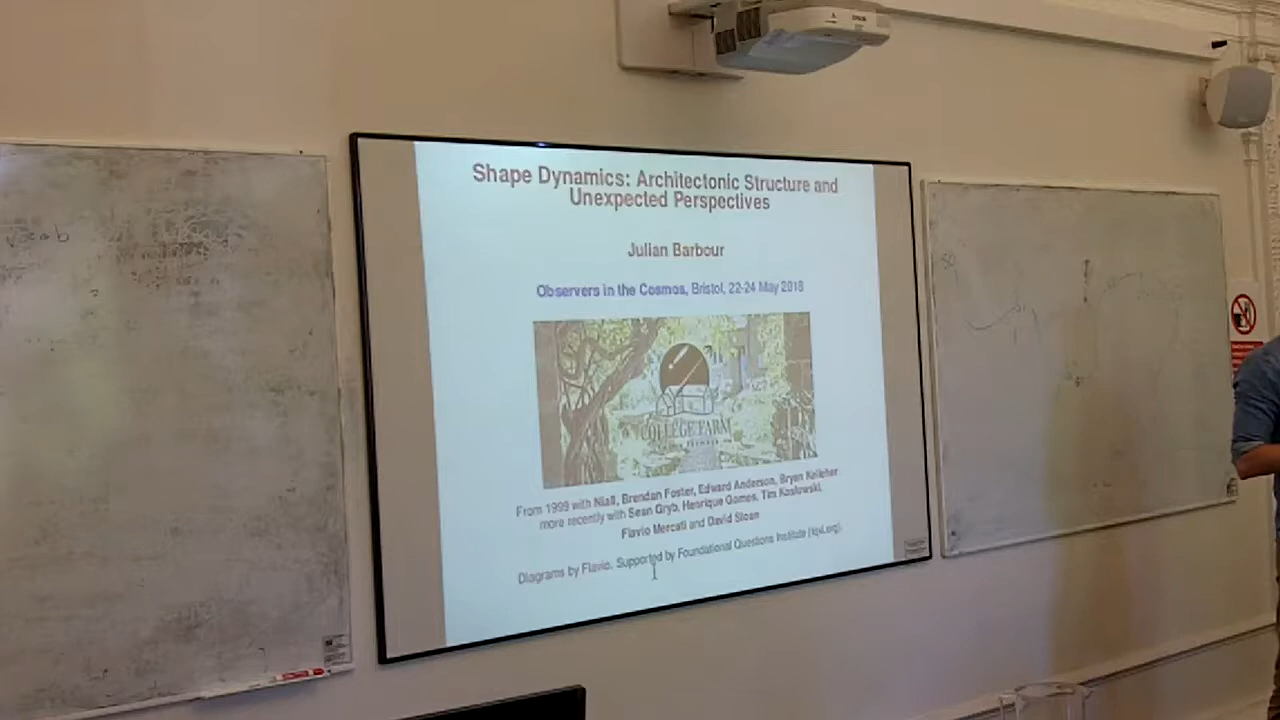 Shape Dynamics: Architectonic Structure and
Unexpected Perspectives
Julian Barbour
Observers in the Cosmos, Bristol, 22-24 May 2018
COLLEGE FARM
From 1999 with Niall, Brendan Foster, Edward Anderson, Bryan Kelleher
more recently with Sean Gryb, Henrique Gomes, Tim Koslowski,
Flavio Mercati and David Sloan
Diagrams by Flavio. Supported by Foundational Questions Institute (fqxi.org).
vocab
EPSON